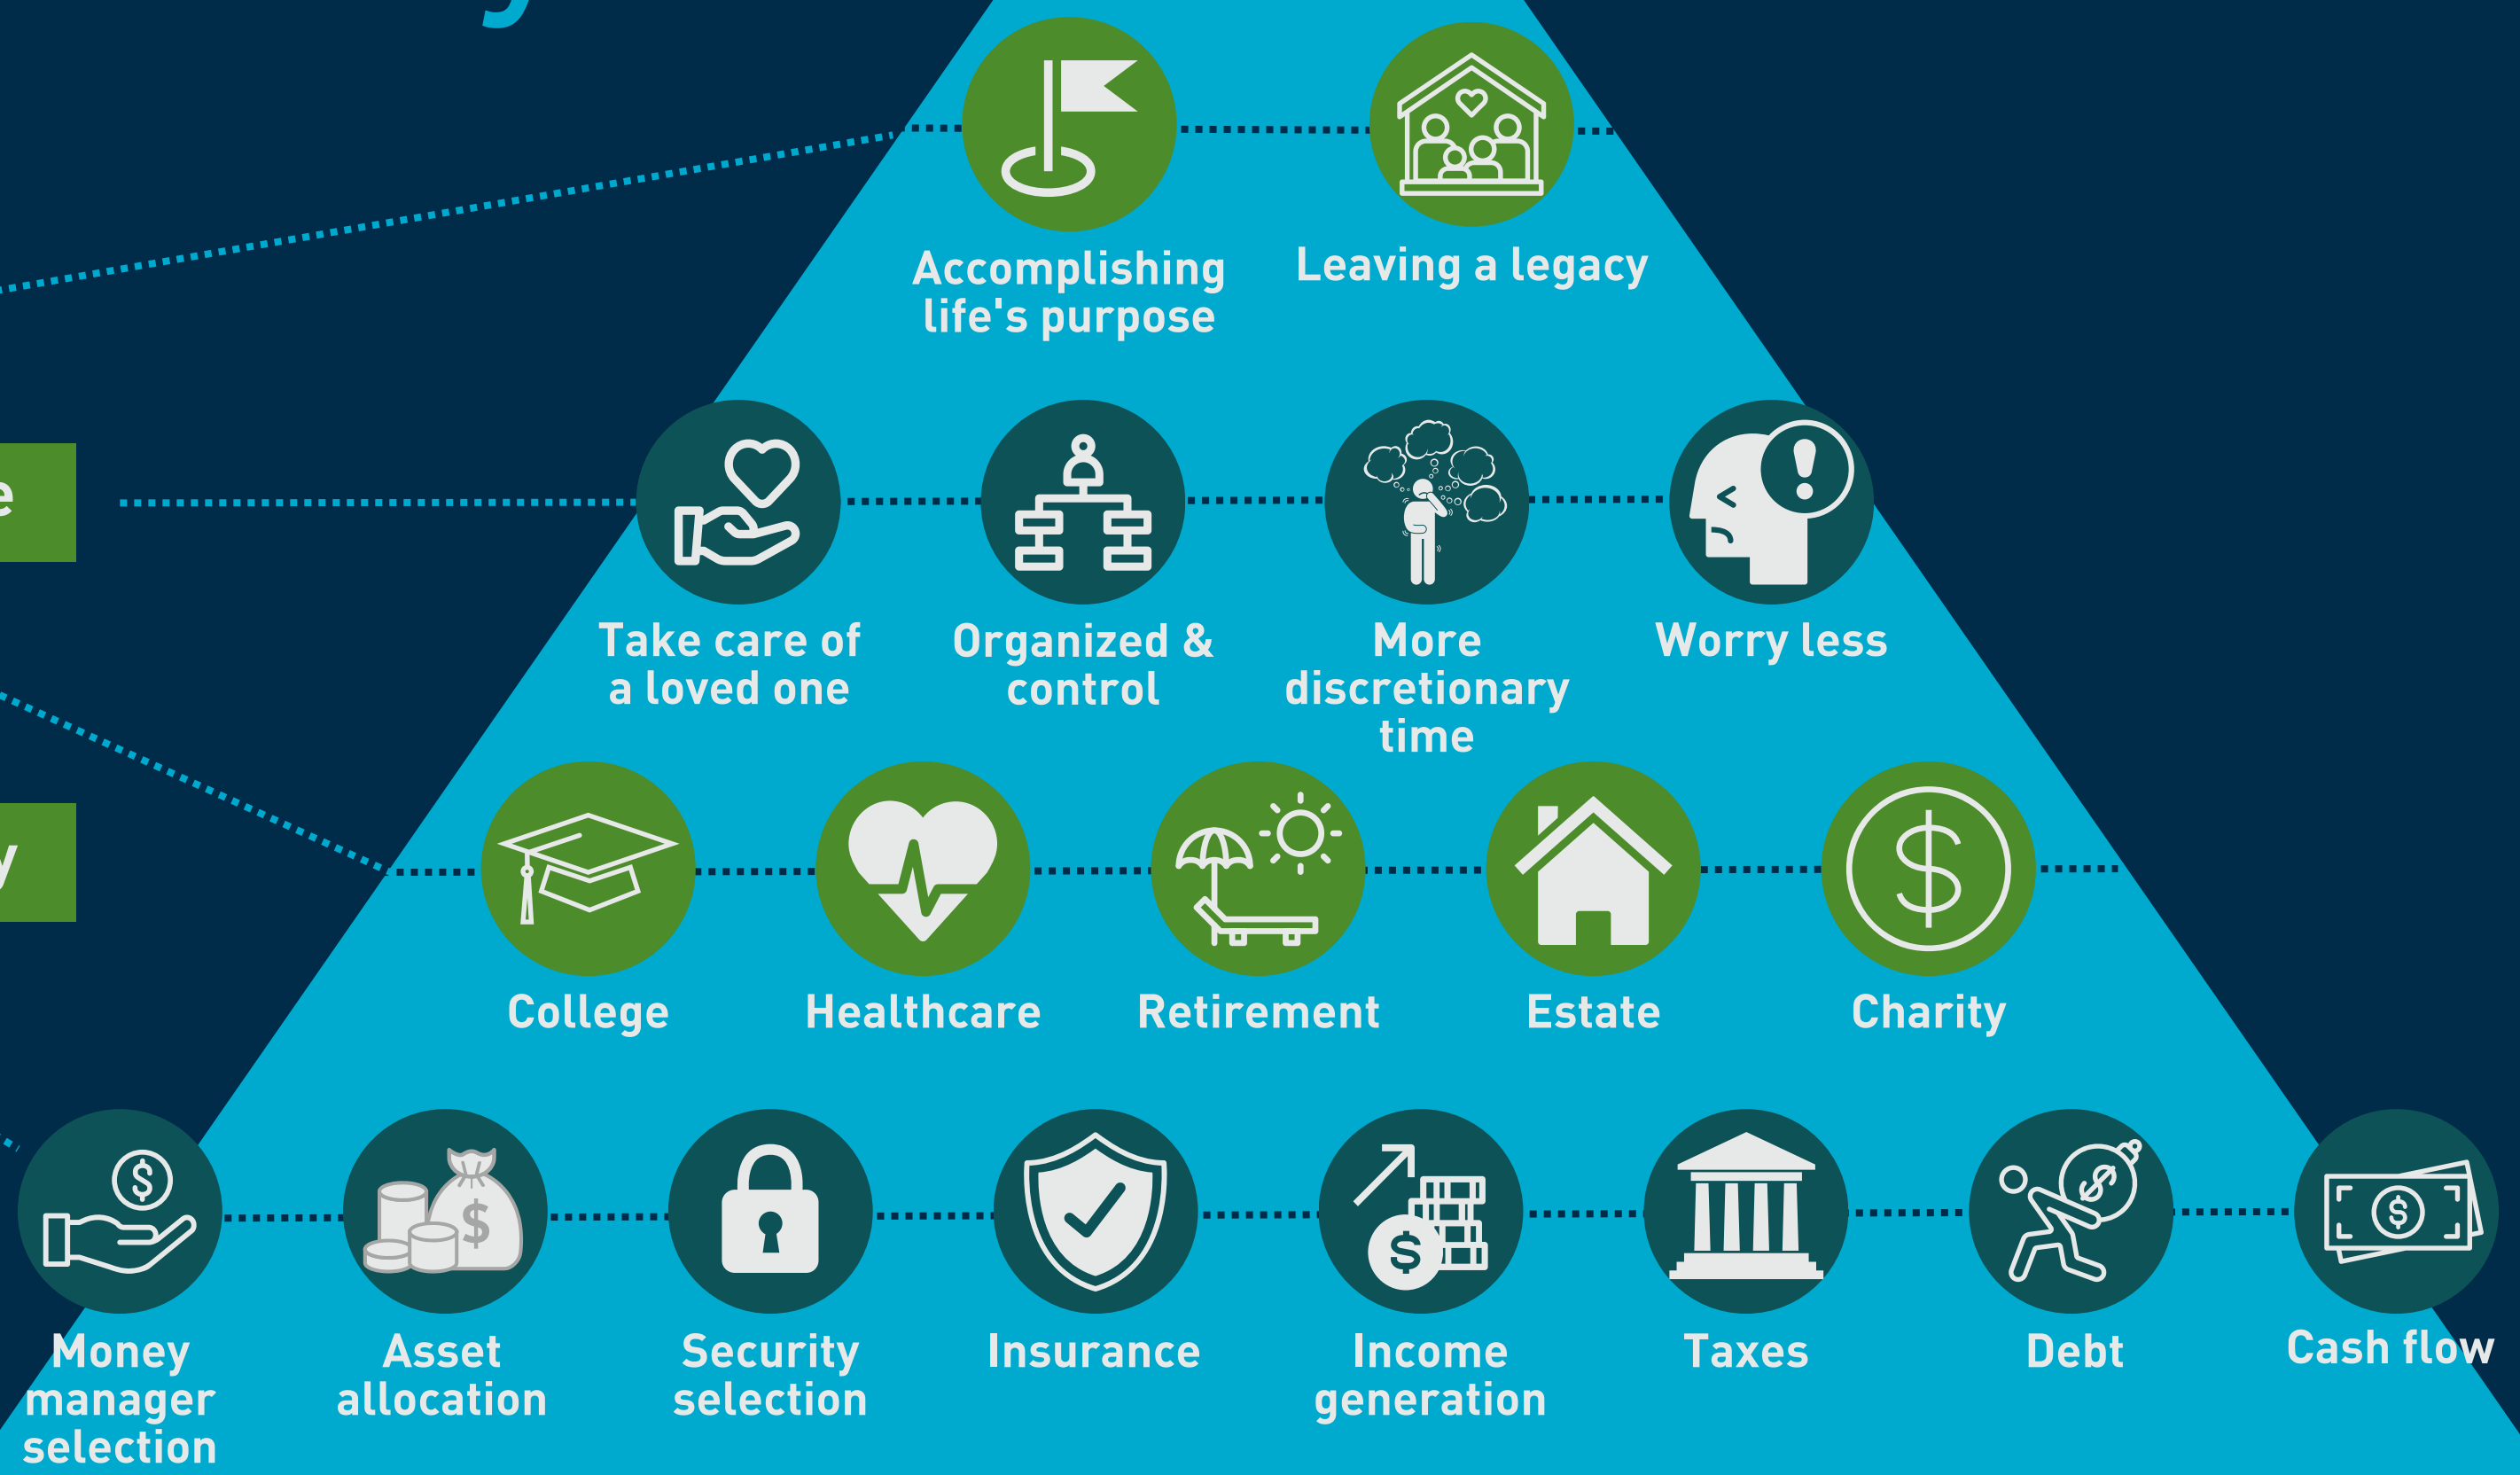 Accomplishing
life's purpose
Leaving a legacy
Take care of
a loved one
Organized &
control
More
discretionary
time
Worry less
College
Healthcare
Retirement
Estate
Charity
Money
manager
selection
Asset
allocation
Security
selection
Insurance
Income
generation
Taxes
Debt
Cash flow